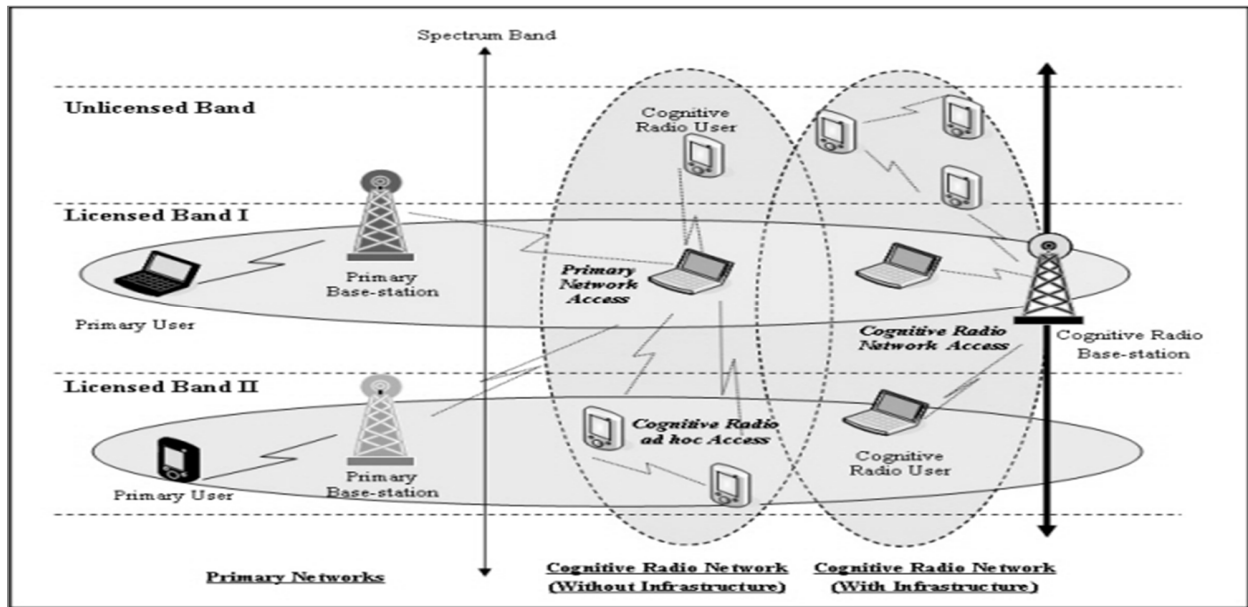 Spectrum Band
Unlicensed Band
Cognitive
Radio User
Licensed Band I
Primary
Base-station
Primary User
Primary
Network
Access
Cognitive Radio
Network Access
Cognitive Radio
Base-station
Licensed Band II
Primary
Base-station
Primary User
Cognitive Radio
ad hoc Access
Cognitive
Radio User
Primary Networks
Cognitive Radio Network
(Without Infrastructure)
Cognitive Radio Network
(With Infrastructure)